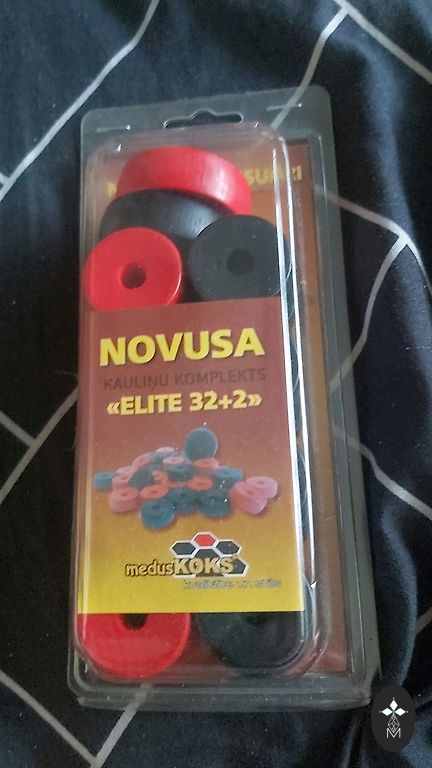 NOVUSA
KAULIŅU KOMPLEKTS
«ELITE 32+2»
medusKOKS
M